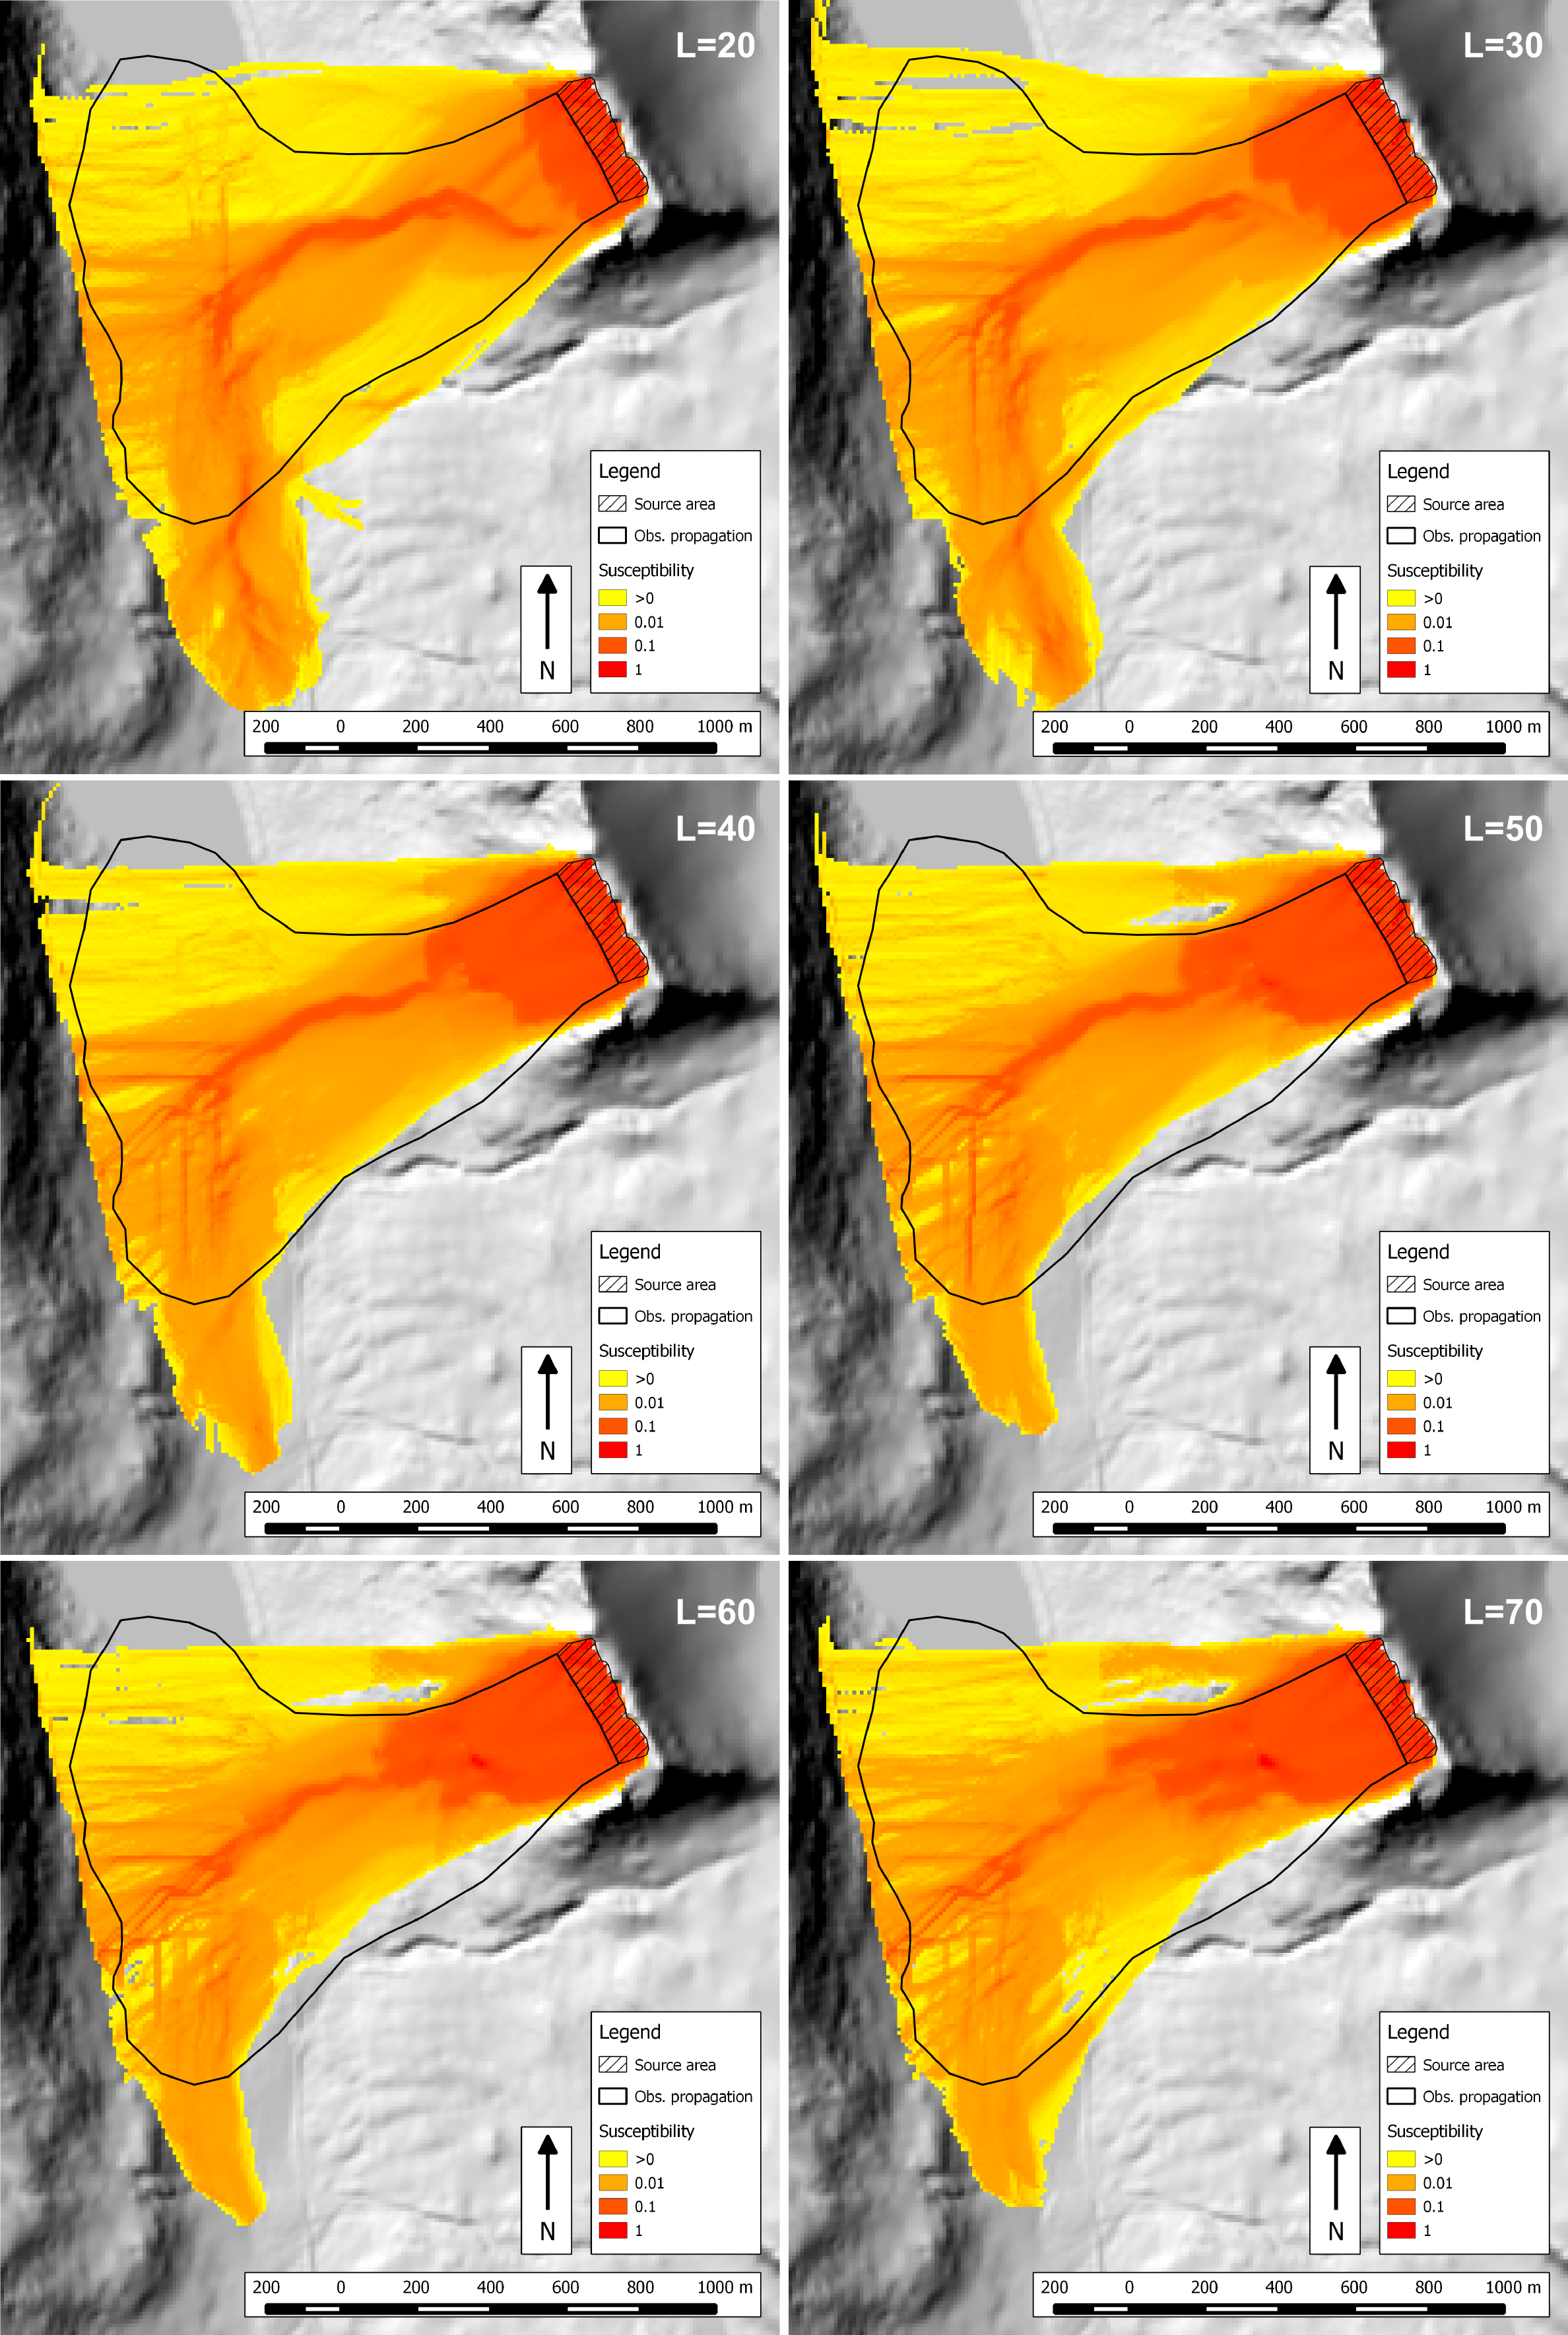 L=20
Legend
Source area
Obs. propagation
Susceptibility
>0
0.01
0.1
1
N
200 0 200 400 600 800 1000 m
L=30
Legend
Source area
Obs. propagation
Susceptibility
>0
0.01
0.1
1
N
200 0 200 400 600 800 1000 m
L=40
Legend
Source area
Obs. propagation
Susceptibility
>0
0.01
0.1
1
N
200 0 200 400 600 800 1000 m
L=50
Legend
Source area
Obs. propagation
Susceptibility
>0
0.01
0.1
1
N
200 0 200 400 600 800 1000 m
L=60
Legend
Source area
Obs. propagation
Susceptibility
>0
0.01
0.1
1
N
200 0 200 400 600 800 1000 m
L=70
Legend
Source area
Obs. propagation
Susceptibility
>0
0.01
0.1
1
N
200 0 200 400 600 800 1000 m